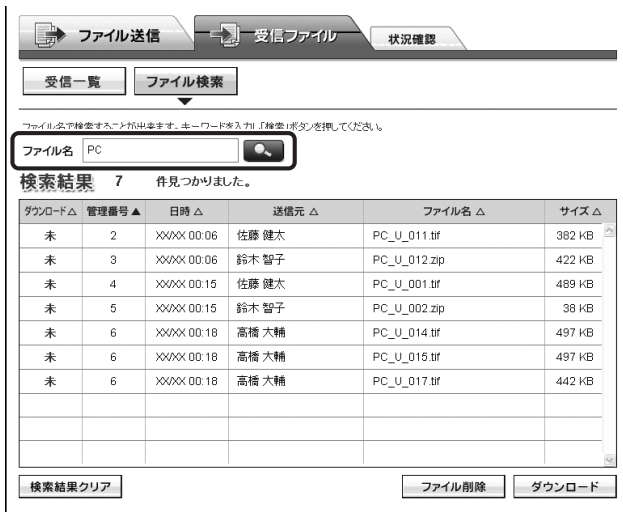 ファイル送信 受信ファイル 状況確認
受信一覧 ファイル検索
ファイル名で検索することが出来ます。キーワードを入力し「検索」ボタンを押してください。
ファイル名 PC
検索結果 7 件見つかりました。
ダウンロード△ 管理番号▲ 日時 △ 送信元 △ ファイル名 △ サイズ △
未 2 XX/XX 00:06 佐藤 健太 PC_U_011.tif 382 KB
未 3 XX/XX 00:06 鈴木 智子 PC_U_012.zip 422 KB
未 4 XX/XX 00:15 佐藤 健太 PC_U_001.tif 489 KB
未 5 XX/XX 00:15 鈴木 智子 PC_U_002.zip 38 KB
未 6 XX/XX 00:18 高橋 大輔 PC_U_014.tif 497 KB
未 6 XX/XX 00:18 高橋 大輔 PC_U_015.tif 497 KB
未 6 XX/XX 00:18 高橋 大輔 PC_U_017.tif 442 KB
検索結果クリア ファイル削除 ダウンロード